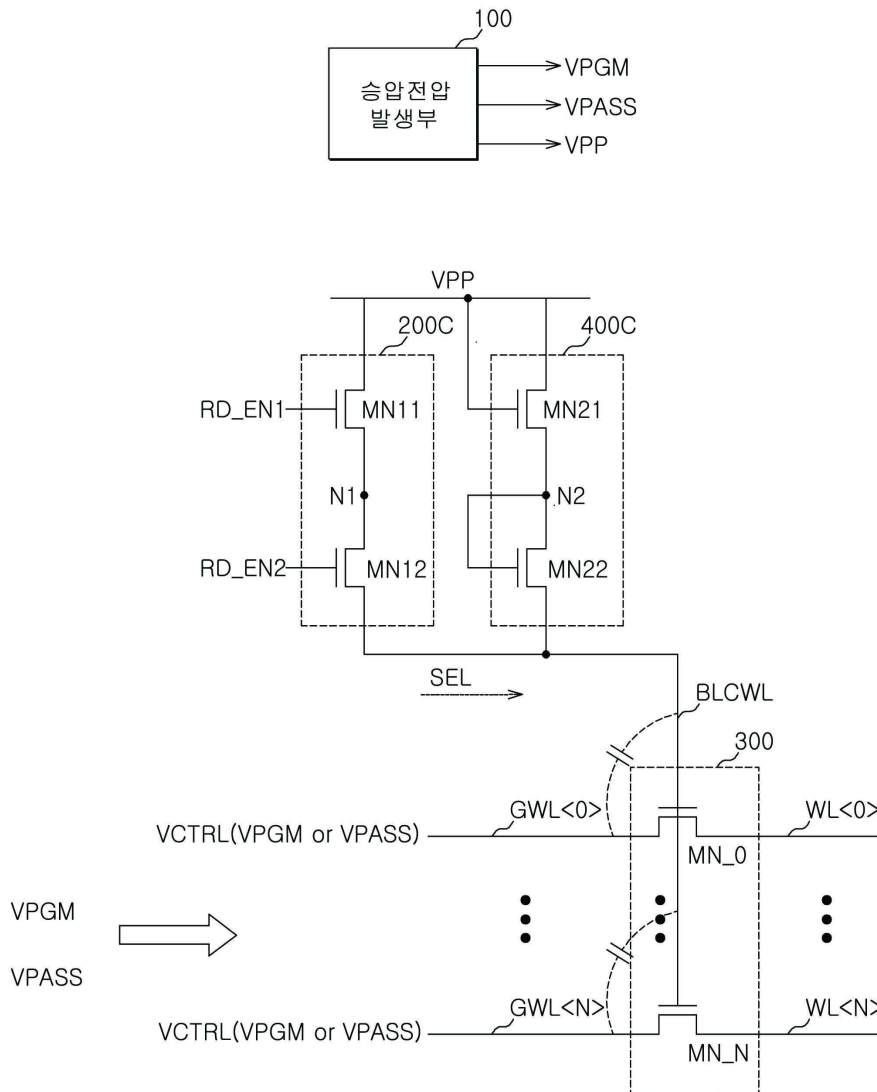 100
승압전압
발생부
VPGM
VPASS
VPP
VPP
200C
400C
RD_EN1
MN11
MN21
N1
N2
RD_EN2
MN12
MN22
SEL
BLCWL
300
GWL<0>
WL<0>
VCTRL(VPGM or VPASS)
MN_0
VPGM
VPASS
GWL<N>
WL<N>
VCTRL(VPGM or VPASS)
MN_N